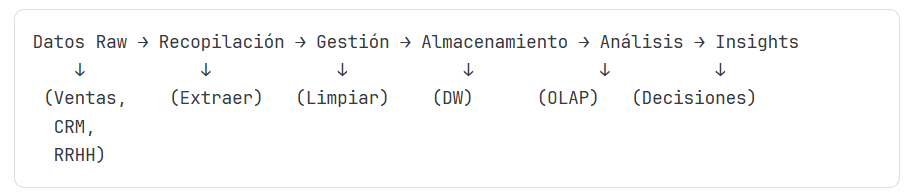 Datos Raw → Recopilación → Gestión → Almacenamiento → Análisis → Insights
↓ ↓ ↓ ↓ ↓ ↓
(Ventas, (Extraer) (Limpiar) (DW) (OLAP) (Decisiones)
CRM,
RRHH)